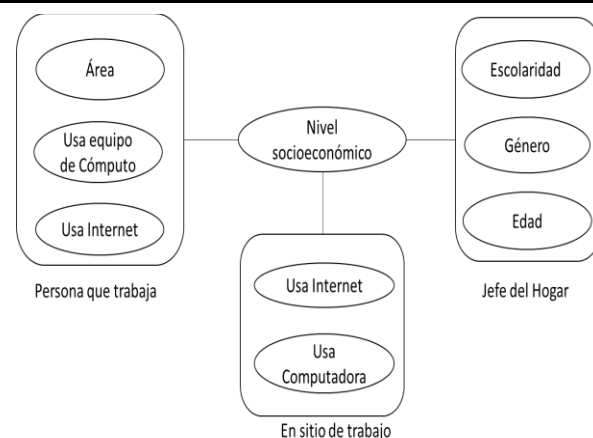 Área
Usa equipo
de Cómputo
Usa Internet
Persona que trabaja
Nivel
socioeconómico
Usa Internet
Usa
Computadora
En sitio de trabajo
Escolaridad
Género
Edad
Jefe del Hogar